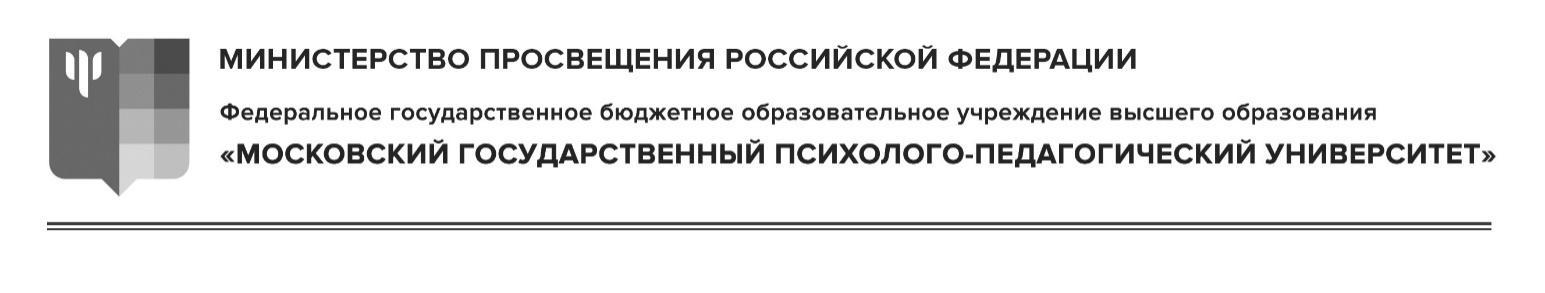 МИНИСТЕРСТВО ПРОСВЕЩЕНИЯ РОССИЙСКОЙ ФЕДЕРАЦИИ
Федеральное государственное бюджетное образовательное учреждение высшего образования
«МОСКОВСКИЙ ГОСУДАРСТВЕННЫЙ ПСИХОЛОГО-ПЕДАГОГИЧЕСКИЙ УНИВЕРСИТЕТ»